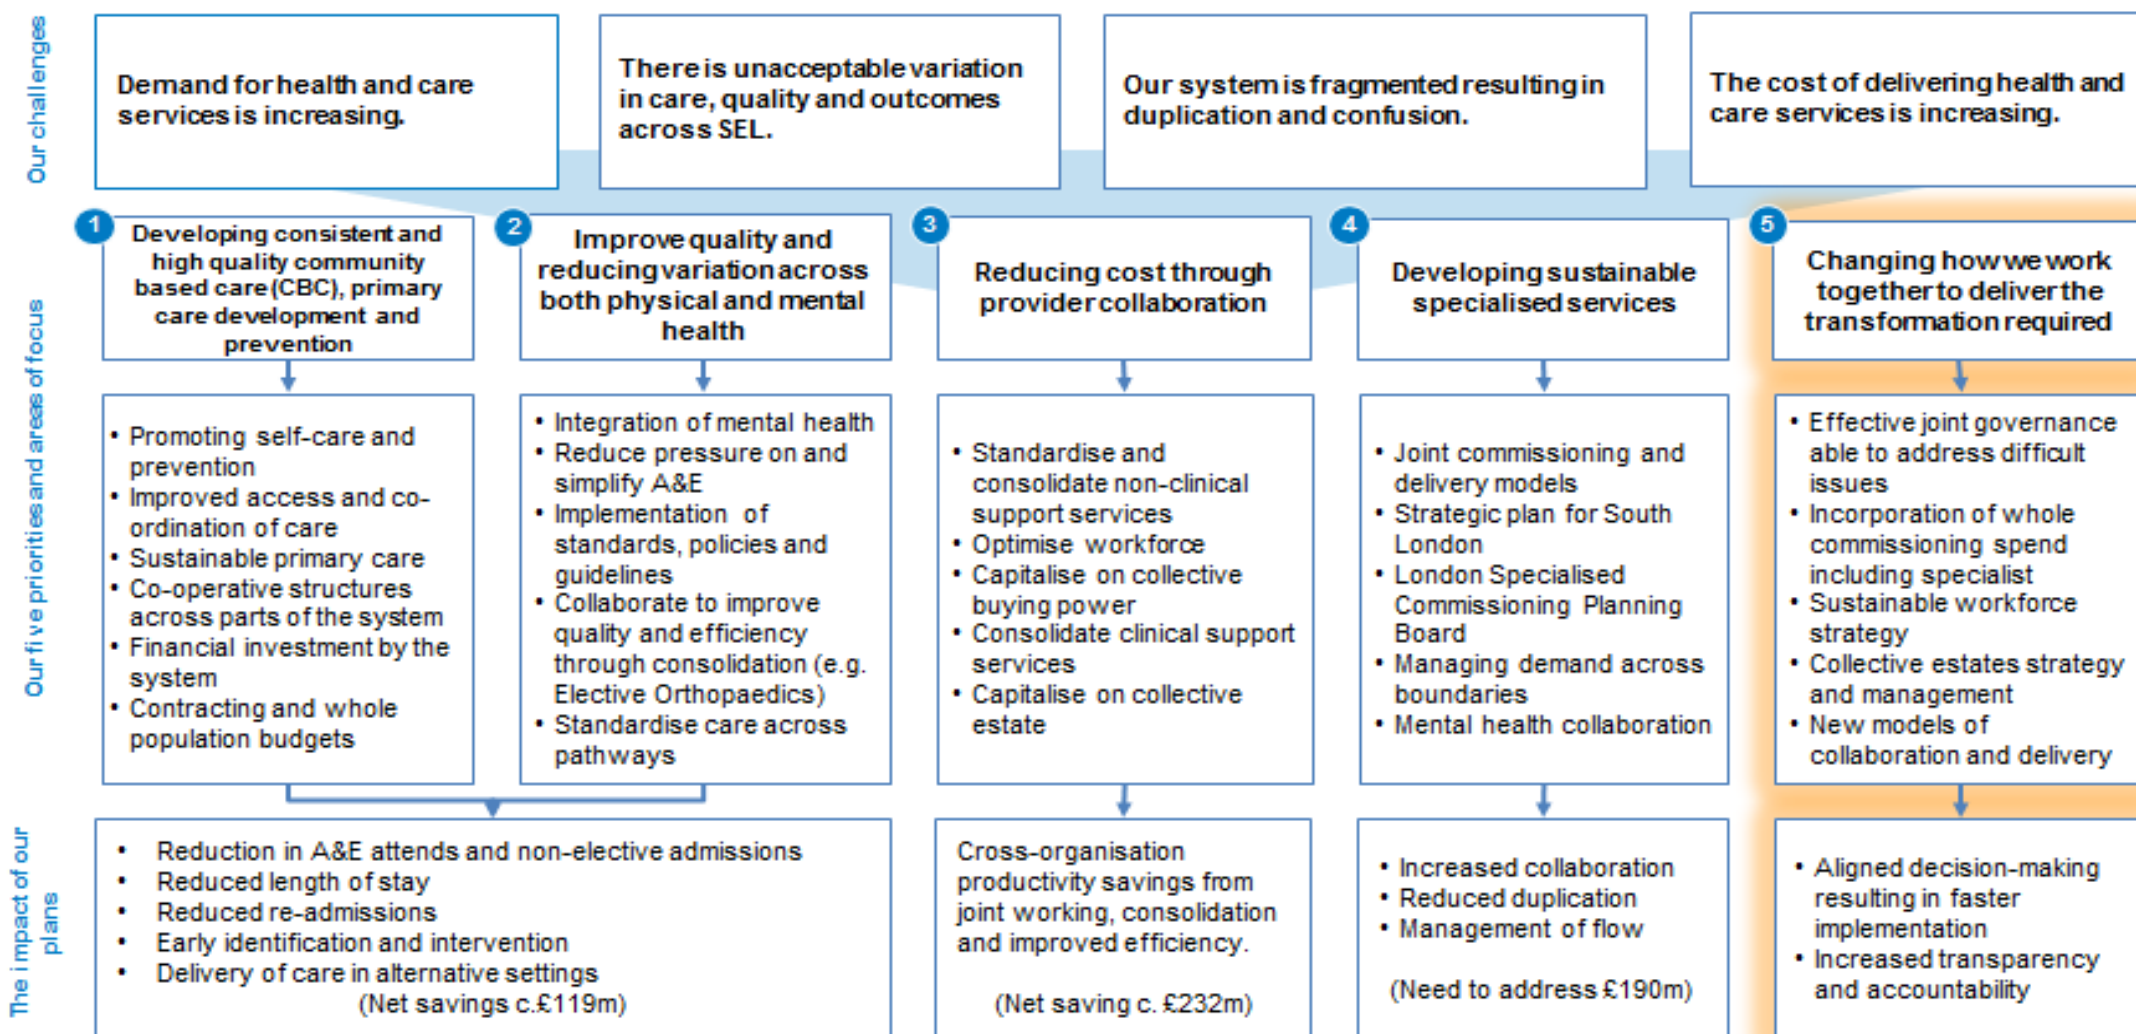 Our challenges
Demand for health and care
services is increasing.
There is unacceptable variation
in care, quality and outcomes
across SEL.
Our system is fragmented resulting in
duplication and confusion.
The cost of delivering health and
care services is increasing.
Our five priorities and areas of focus
1
Developing consistent and
high quality community
based care (CBC), primary
care development and
prevention
2
Improve quality and
reducing variation across
both physical and mental
health
3
Reducing cost through
provider collaboration
4
Developing sustainable
specialised services
5
Changing how we work
together to deliver the
transformation required
• Promoting self-care and
prevention
• Improved access and co-
ordination of care
• Sustainable primary care
• Co-operative structures
across parts of the system
• Financial investment by the
system
• Contracting and whole
population budgets
• Integration of mental health
• Reduce pressure on and
simplify A&E
• Implementation of
standards, policies and
guidelines
• Collaborate to improve
quality and efficiency
through consolidation (e.g.
Elective Orthopaedics)
• Standardise care across
pathways
• Standardise and
consolidate non-clinical
support services
• Optimise workforce
• Capitalise on collective
buying power
• Consolidate clinical support
services
• Capitalise on collective
estate
• Joint commissioning and
delivery models
• Strategic plan for South
London
• London Specialised
Commissioning Planning
Board
• Managing demand across
boundaries
• Mental health collaboration
• Effective joint governance
able to address difficult
issues
• Incorporation of whole
commissioning spend
including specialist
• Sustainable workforce
strategy
• Collective estates strategy
and management
• New models of
collaboration and delivery
The impact of our
plans
• Reduction in A&E attends and non-elective admissions
• Reduced length of stay
• Reduced re-admissions
• Early identification and intervention
• Delivery of care in alternative settings
(Net savings c.£119m)
Cross-organisation
productivity savings from
joint working, consolidation
and improved efficiency.
(Net saving c. £232m)
• Increased collaboration
• Reduced duplication
• Management of flow
(Need to address £190m)
• Aligned decision-making
resulting in faster
implementation
• Increased transparency
and accountability